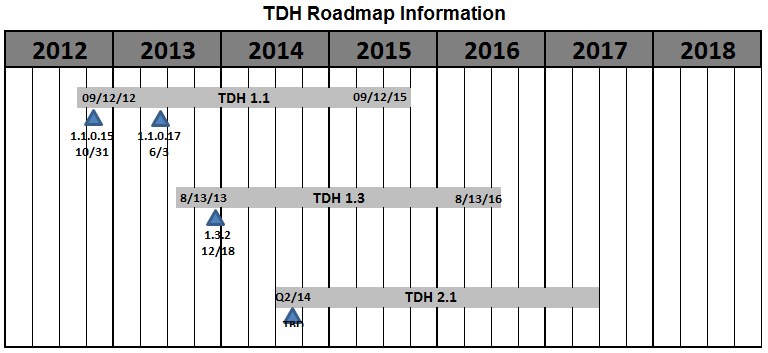 TDH Roadmap Information
2012 2013 2014 2015 2016 2017 2018
09/12/12 TDH 1.1 09/12/15
1.1.0.15 1.1.0.17
10/31 6/3
8/13/13 TDH 1.3 8/13/16
1.3.2
12/18
Q2/14 TDH 2.1
TBD